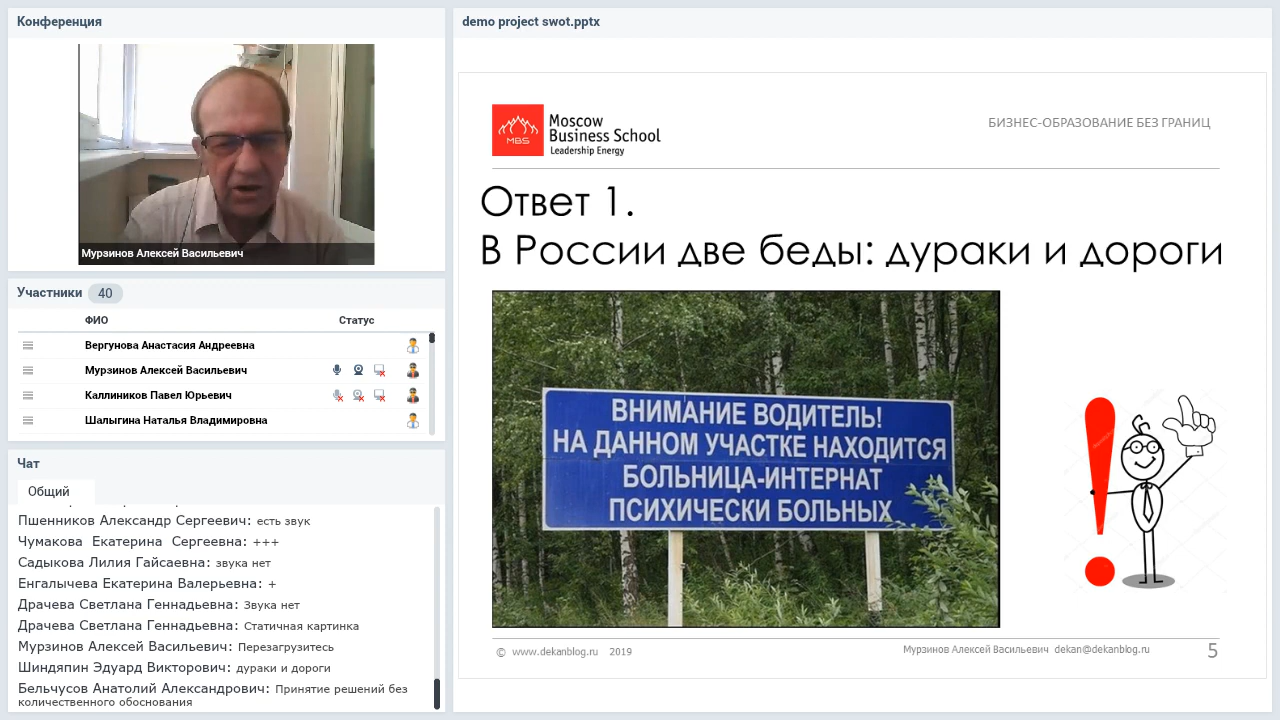 Конференция
Мурзинов Алексей Васильевич
Участники 40
ФИО Статус
Вергунова Анастасия Андреевна
Мурзинов Алексей Васильевич
Каллиников Павел Юрьевич
Шалыгина Наталья Владимировна
Чат
Общий
Пшенников Александр Сергеевич: есть звук
Чумакова Екатерина Сергеевна: +++
Садыкова Лилия Гайсаевна: звука нет
Енгалычева Екатерина Валерьевна: +
Драчева Светлана Геннадьевна: Звука нет
Драчева Светлана Геннадьевна: Статичная картинка
Мурзинов Алексей Васильевич: Перезагрузитесь
Шиндяпин Эдуард Викторович: дураки и дороги
Бельчусов Анатолий Александрович: Принятие решений без
количественного обоснования
demo project swot.pptx
MBS
Moscow
Business School
Leadership Energy
БИЗНЕС-ОБРАЗОВАНИЕ БЕЗ ГРАНИЦ
Ответ 1.
В России две беды: дураки и дороги
ВНИМАНИЕ ВОДИТЕЛЬ!
НА ДАННОМ УЧАСТКЕ НАХОДИТСЯ
БОЛЬНИЦА-ИНТЕРНАТ
ПСИХИЧЕСКИ БОЛЬНЫХ
© www.dekanblog.ru 2019
Мурзинов Алексей Васильевич dekan@dekanblog.ru
5